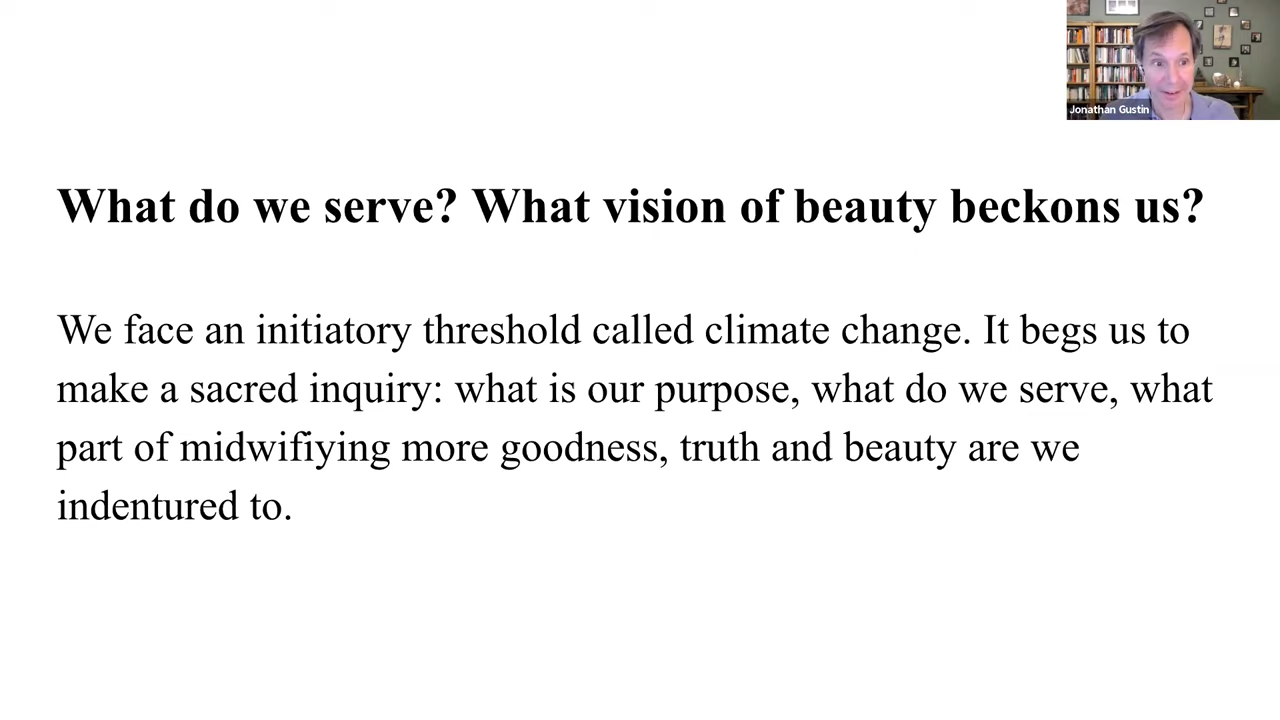 Jonathan Gustin
What do we serve? What vision of beauty beckons us?
We face an initiatory threshold called climate change. It begs us to
make a sacred inquiry: what is our purpose, what do we serve, what
part of midwifiying more goodness, truth and beauty are we
indentured to.